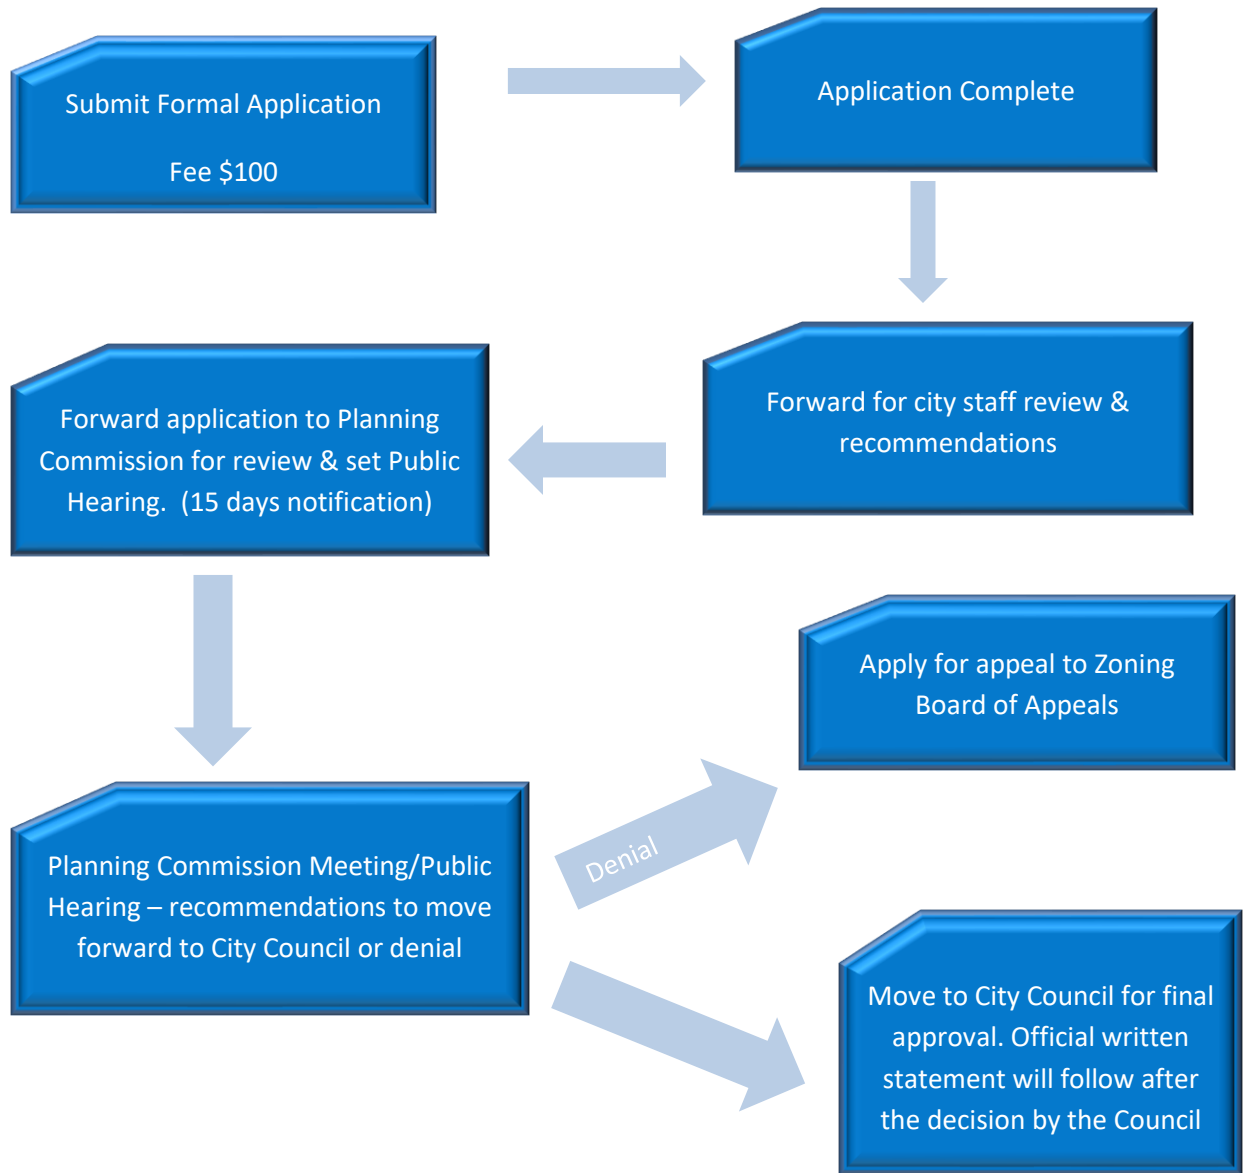 Submit Formal Application
Fee $100
Application Complete
Forward for city staff review &
recommendations
Forward application to Planning
Commission for review & set Public
Hearing.  (15 days notification)
Planning Commission Meeting/Public
Hearing – recommendations to move
forward to City Council or denial
Denial
Apply for appeal to Zoning
Board of Appeals
Move to City Council for final
approval. Official written
statement will follow after
the decision by the Council